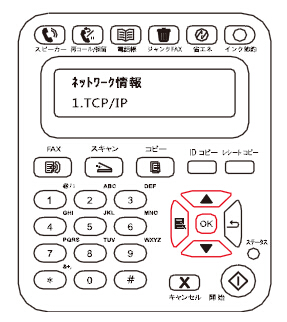 スピーカー 再コール/保留 電話帳 ジャンクFAX 省エネ インク節約
ネットワーク情報
1.TCP/IP
FAX スキャン コピー IDコピー レシートコピー
@/: ABC DEF
1 2 3
GHI JKL MNO
4 5 6 OK
PQRS TUV WXYZ ステータス
7 8 9
&+,
* 0 # X
キャンセル 開始